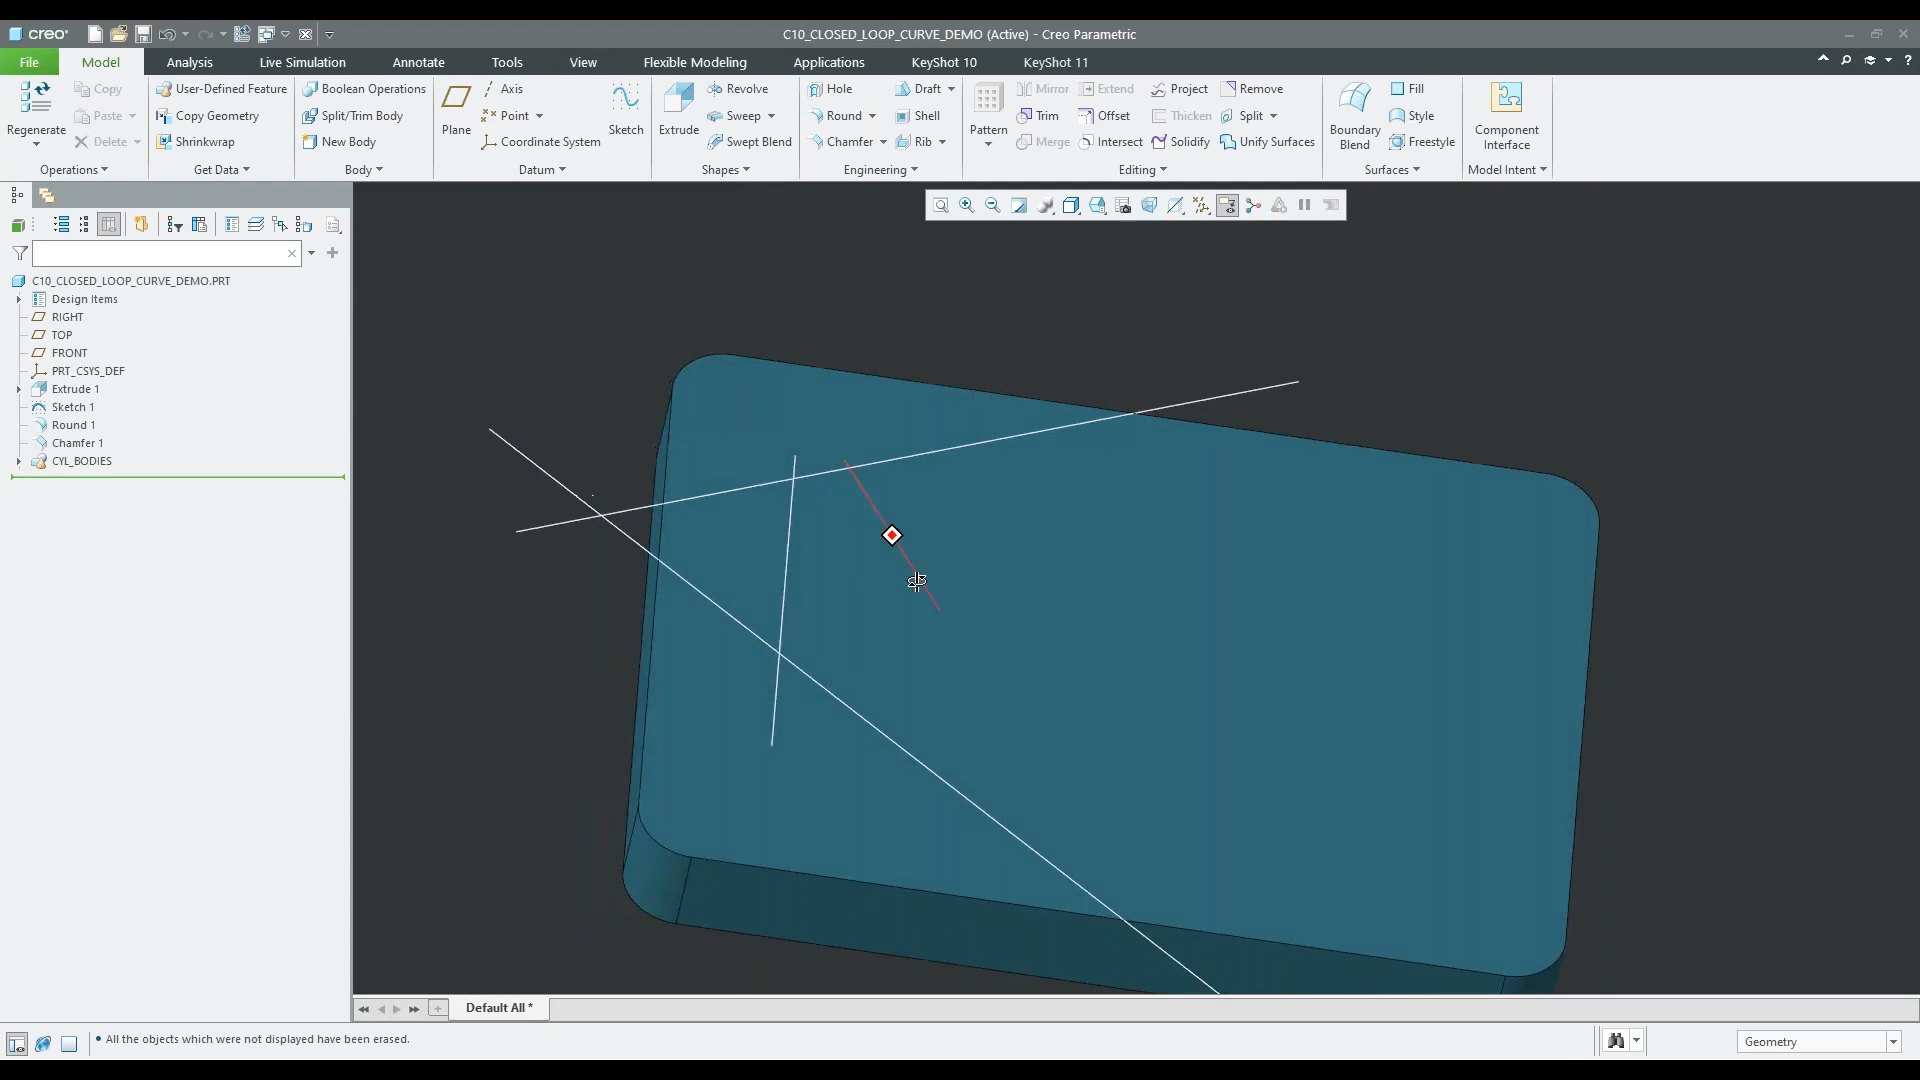 creo C10_CLOSED_LOOP_CURVE_DEMO (Active) - Creo Parametric
File Model Analysis Live Simulation Annotate Tools View Flexible Modeling Applications KeyShot 10 KeyShot 11
Regenerate Copy User-Defined Feature Boolean Operations Plane Axis Sketch Extrude Revolve Hole Draft Pattern Mirror Extend Project Remove Boundary Blend Fill Component Interface
Paste Copy Geometry Split/Trim Body Point Sweep Round Shell Trim Offset Thicken Split Style
Delete Shrinkwrap New Body Coordinate System Swept Blend Chamfer Rib Merge Intersect Solidify Unify Surfaces Freestyle
Operations Get Data Body Datum Shapes Engineering Editing Surfaces Model Intent
C10_CLOSED_LOOP_CURVE_DEMO.PRT
Design Items
RIGHT
TOP
FRONT
PRT_CSYS_DEF
Extrude 1
Sketch 1
Round 1
Chamfer 1
CYL_BODIES
Default All *
• All the objects which were not displayed have been erased.
Geometry